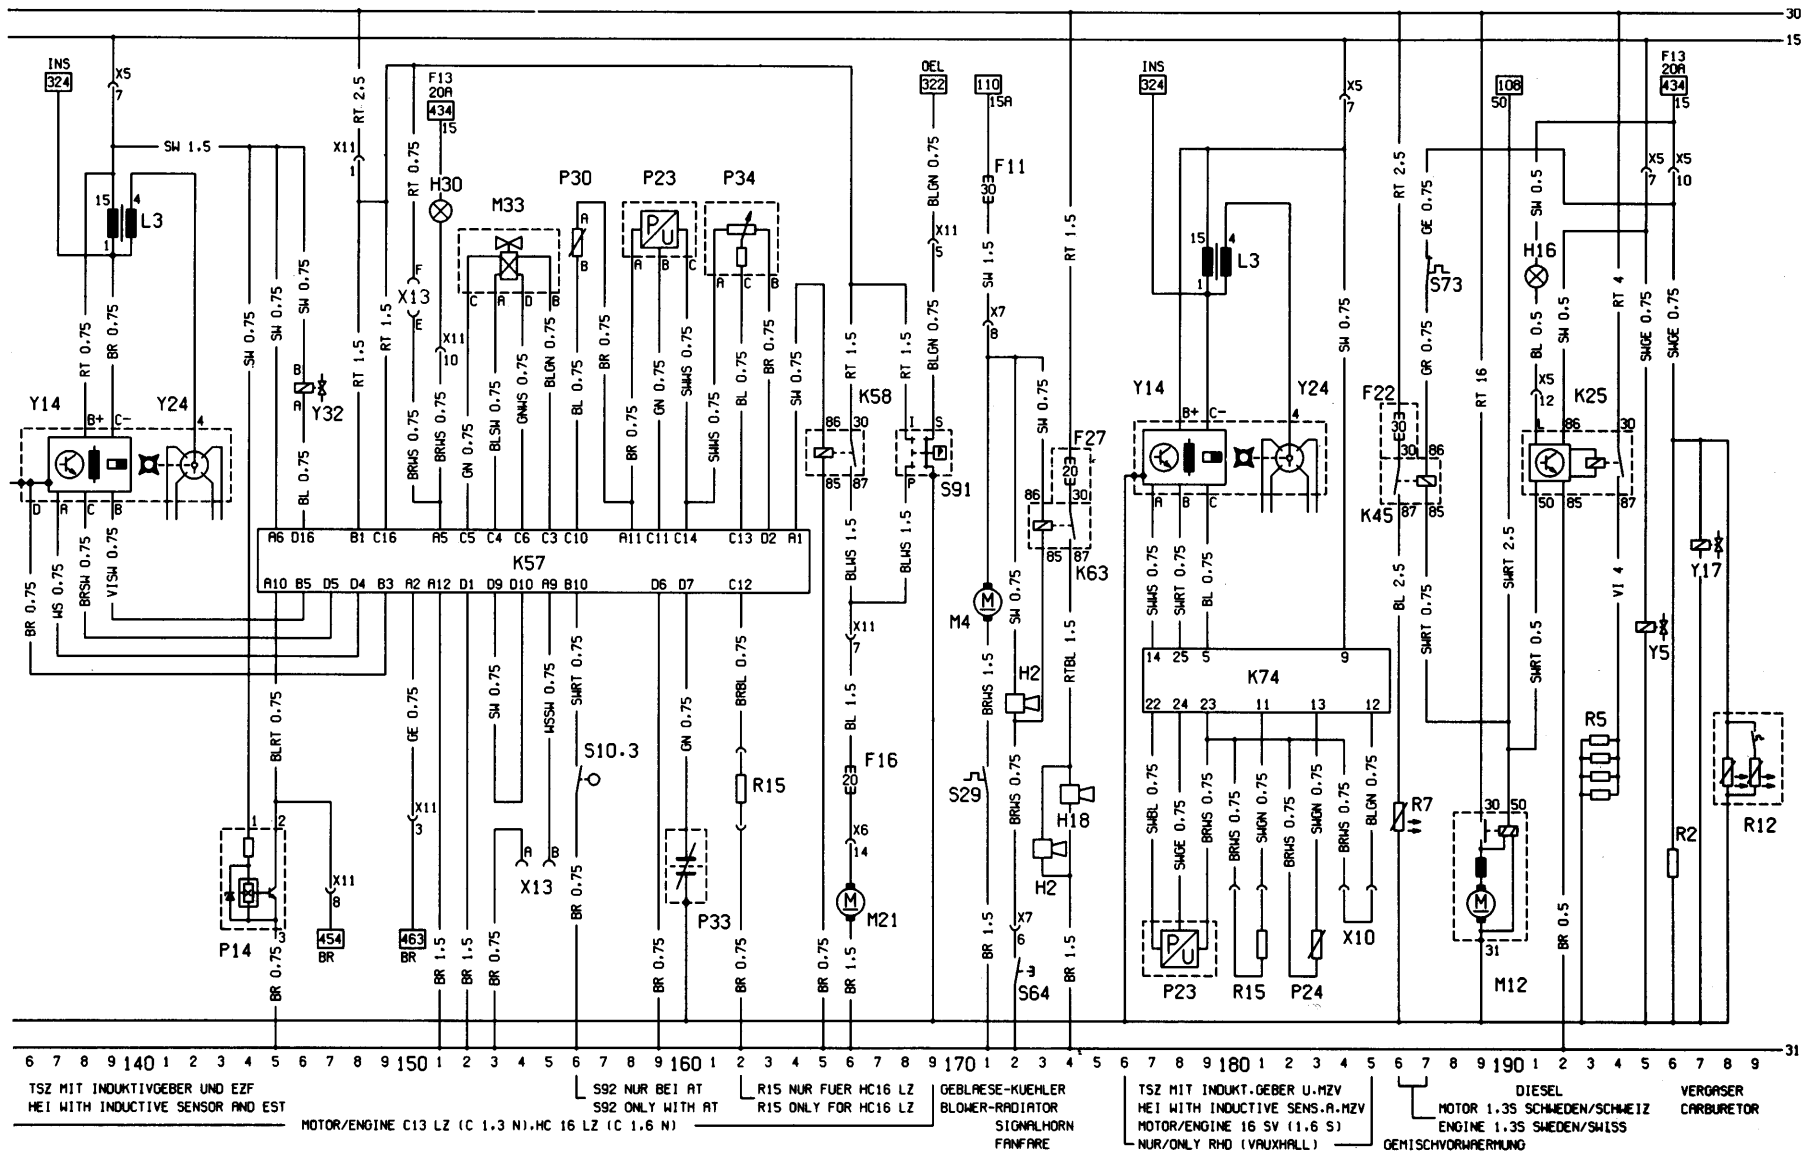 30
15
INS
324
X5
7
SW 1.5
X11
1
RT 2.5
RT 0.75
F13
20A
434
15
H30
M33
P30
P23
P34
OEL
322
BLGN 0.75
110
15A
F11
30
INS
324
X5
7
RT 2.5
108
50
F13
20A
434
15
X5
7
X5
10
15
4
L3
1
RT 0.75
BR 0.75
SW 0.75
SW 0.75
SW 0.75
B
A
Y32
BL 0.75
RT 1.5
RT 1.5
F
X13
E
X11
10
BRWS 0.75
BRWS 0.75
C
A
D
B
GN 0.75
BLSW 0.75
GNWS 0.75
BLGN 0.75
A
B
BL 0.75
BR 0.75
P
U
A
B
C
BR 0.75
GN 0.75
SWWS 0.75
A
C
B
SWWS 0.75
BL 0.75
BR 0.75
SW 0.75
RT 1.5
RT 1.5
X11
5
BLGN 0.75
K58
86
30
85
87
I
S
P
S91
BLWS 1.5
BLWS 1.5
SW 1.5
X7
8
RT 1.5
SW 0.75
F27
20
86
30
85
87
K63
15
4
L3
1
RT 0.75
BR 0.75
SW 0.75
GE 0.75
S73
GR 0.75
SW 0.5
H16
BL 0.5
X5
12
SW 0.5
RT 4
SWGE 0.75
SWGE 0.75
Y14
B+
C-
Y24
4
D
A
C
B
Y14
B+
C-
Y24
4
A
B
C
F22
30
30
86
87
85
K45
RT 16
K25
L
86
30
50
85
87
A6
D16
B1
C16
A5
C5
C4
C6
C3
C10
A11
C11
C14
C13
D2
A1
K57
A10
B5
D5
D4
B3
A2
A12
D1
D9
D10
A9
B10
D6
D7
C12
BR 0.75
WS 0.75
BRSW 0.75
VISW 0.75
BLRT 0.75
GE 0.75
SW 0.75
WSSW 0.75
SWRT 0.75
S10.3
GN 0.75
BRBL 0.75
R15
X11
7
BL 1.5
F16
20
X6
14
M
M21
M
M4
BRWS 1.5
S29
SW 0.75
H2
BRWS 0.75
RTBL 1.5
H18
H2
SWWS 0.75
SWRT 0.75
BL 0.75
14
25
5
9
K74
22
24
23
11
13
12
BL 2.5
SWRT 0.75
SWRT 2.5
SWRT 0.5
VI 4
Y17
Y5
R5
SWBL 0.75
SWGE 0.75
BRWS 0.75
BRWS 0.75
SWGN 0.75
BRWS 0.75
SWGN 0.75
BRWS 0.75
BLGN 0.75
R7
30
50
M
31
M12
R2
R12
1
2
3
P14
X11
8
454
BR
X11
3
463
BR
A
B
X13
P33
BR 0.75
BR 1.5
BR 1.5
BR 0.75
BR 0.75
BR 0.75
BR 0.75
BR 0.75
BR 1.5
BR 1.5
X7
6
S64
BR 1.5
P
U
P23
R15
P24
X10
BR 0.5
31
6 7 8 9 140 1 2 3 4 5 6 7 8 9 150 1 2 3 4 5 6 7 8 9 160 1 2 3 4 5 6 7 8 9 170 1 2 3 4 5 6 7 8 9 180 1 2 3 4 5 6 7 8 9 190 1 2 3 4 5 6 7 8 9
TSZ MIT INDUKTIVGEBER UND EZF
HEI WITH INDUCTIVE SENSOR AND EST
S92 NUR BEI AT
S92 ONLY WITH AT
R15 NUR FUER HC16 LZ
R15 ONLY FOR HC16 LZ
MOTOR/ENGINE C13 LZ (C 1.3 N).HC 16 LZ (C 1.6 N)
GEBLAESE-KUEHLER
BLOWER-RADIATOR
SIGNALHORN
FANFARE
TSZ MIT INDUKT.GEBER U.MZV
HEI WITH INDUCTIVE SENS.A.MZV
MOTOR/ENGINE 16 SV (1.6 S)
NUR/ONLY RHD (VAUXHALL)
DIESEL
MOTOR 1.3S SCHWEDEN/SCHWEIZ
ENGINE 1.3S SWEDEN/SWISS
GEMISCHVORWAERMUNG
VERGASER
CARBURETOR